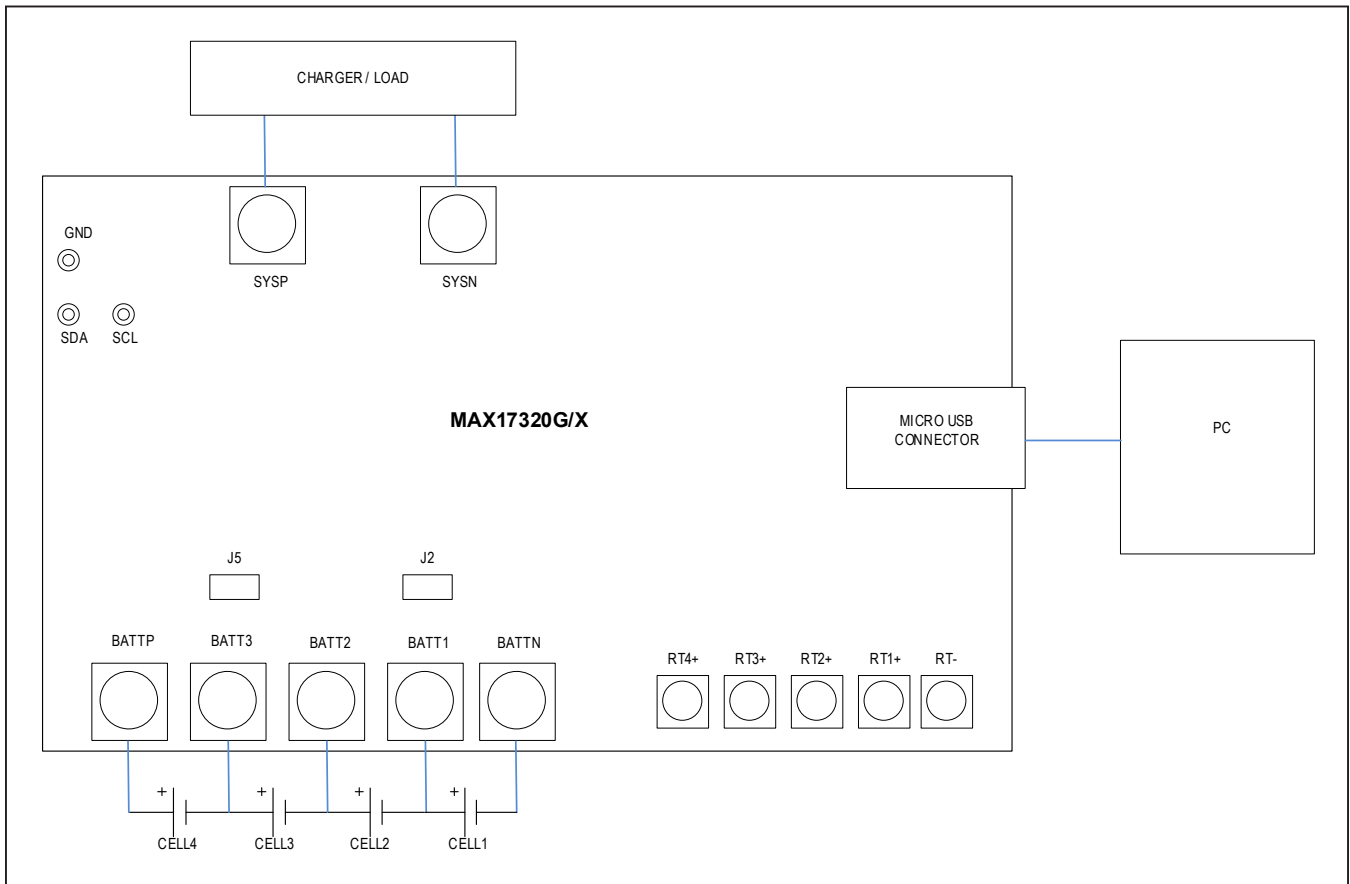 CHARGER / LOAD
GND
SYSP
SYSN
SDA
SCL
MAX17320G/X
MICRO USB
CONNECTOR
PC
J5
J2
BATTP
BATT3
BATT2
BATT1
BATTN
RT4+
RT3+
RT2+
RT1+
RT-
+
+
+
+
CELL4
CELL3
CELL2
CELL1